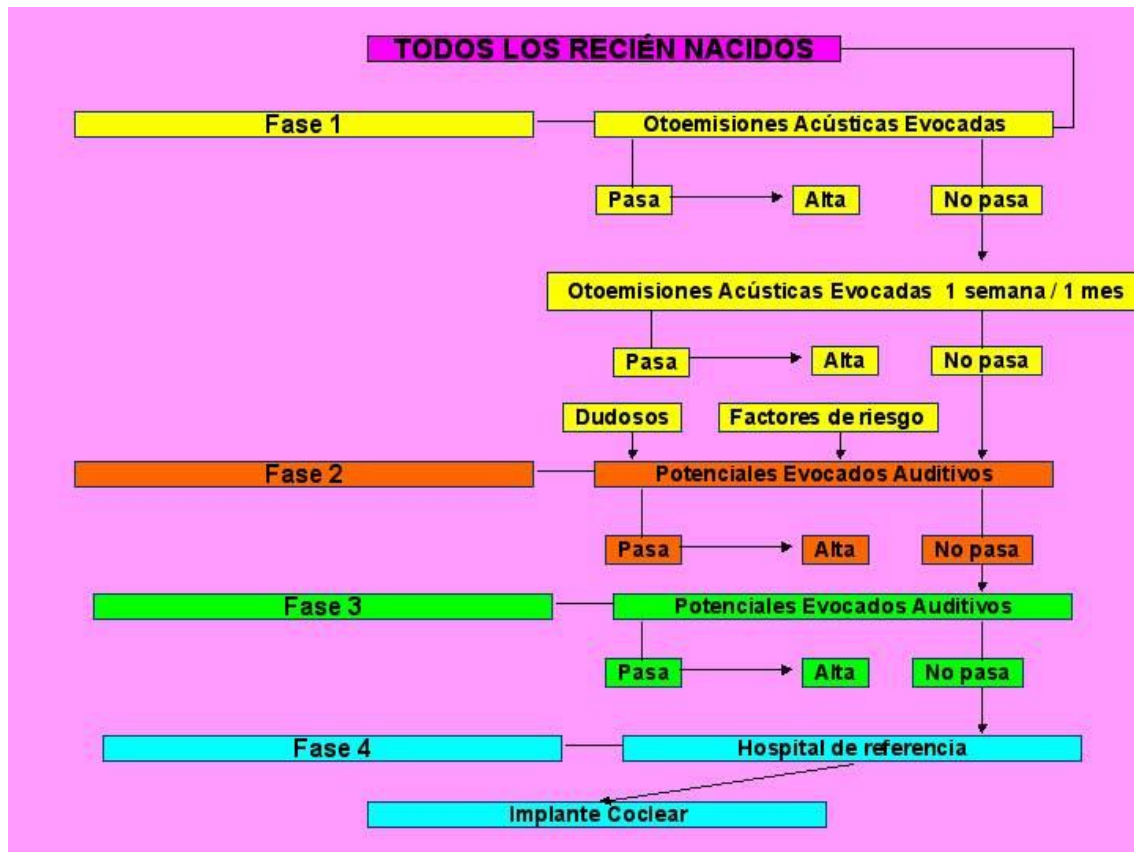 TODOS LOS RECIÉN NACIDOS
Fase 1
Otoemisiones Acústicas Evocadas
Pasa
Alta
No pasa
Otoemisiones Acústicas Evocadas 1 semana / 1 mes
Pasa
Alta
No pasa
Dudosos
Factores de riesgo
Fase 2
Potenciales Evocados Auditivos
Pasa
Alta
No pasa
Fase 3
Potenciales Evocados Auditivos
Pasa
Alta
No pasa
Fase 4
Hospital de referencia
Implante Coclear